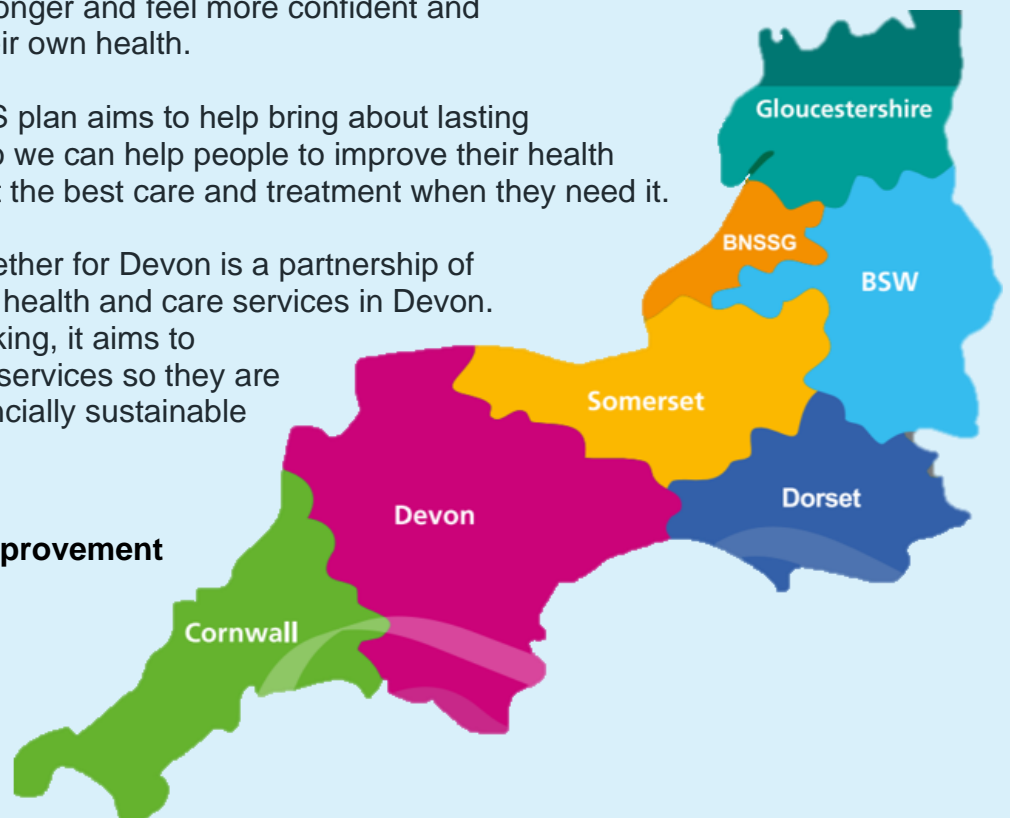 onger and feel more confident and
ir own health.
S plan aims to help bring about lasting
o we can help people to improve their health
t the best care and treatment when they need it.
ether for Devon is a partnership of
health and care services in Devon.
king, it aims to
services so they are
ncially sustainable
provement
Gloucestershire
BNSSG
BSW
Somerset
Dorset
Devon
Cornwall